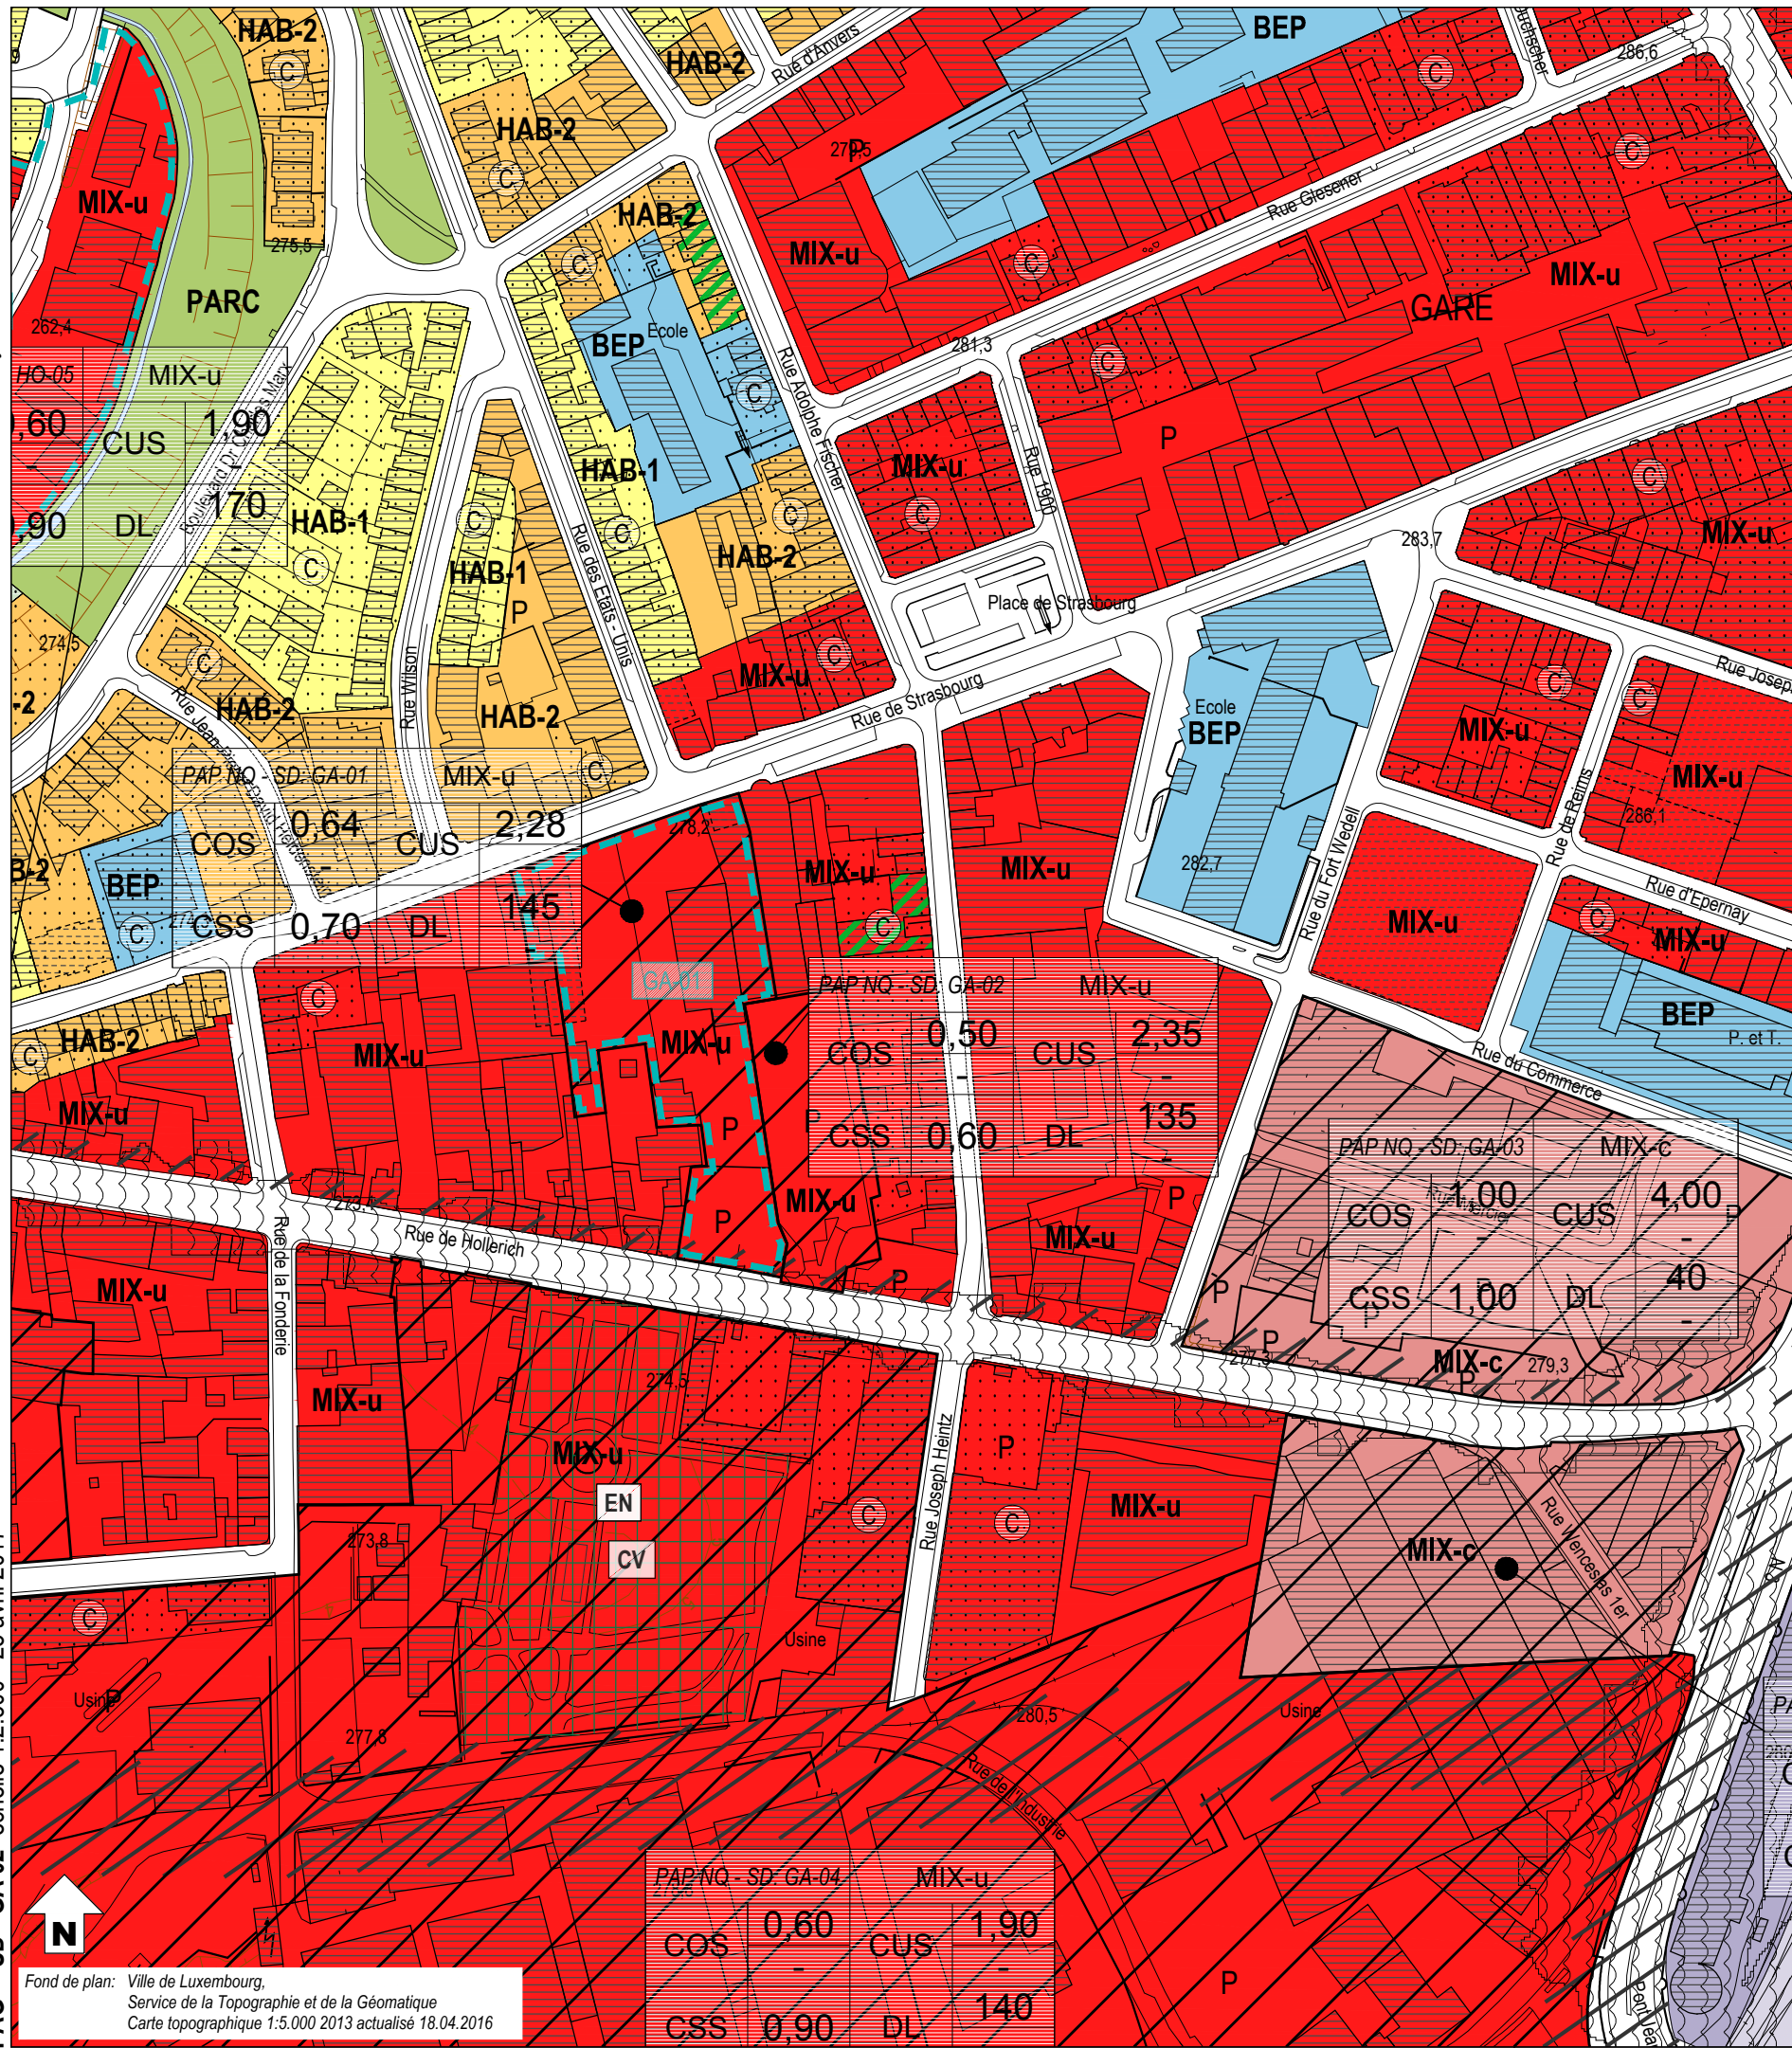 HAB-2
C
HAB-2
Rue d'Anvers
BEP
286,6
C
HAB-2
C
279,5
P
C
MIX-u
HAB-2
Rue Glesener
275,5
C
MIX-u
C
MIX-u
PARC
GARE
262,4
BEP
Ecole
281,3
C
HO-05
MIX-u
Rue Adolphe Fischer
C
,60
CUS
1,90
P
HAB-1
MIX-u
C
,90
DL
170
HAB-1
C
C
C
C
Rue 1900
MIX-u
C
HAB-1
P
Rue des Etats - Unis
HAB-2
283,7
Place de Strasbourg
274,5
C
MIX-u
C
Rue Wilson
HAB-2
HAB-2
-2
Rue de Strasbourg
Ecole
BEP
C
MIX-u
C
PAP NQ - SD: GA-01
MIX-u
C
COS
0,64
-
CUS
2,28
-
CSS
0,70
DL
145
-
278,2
MIX-u
286,1
Rue de Reims
MIX-u
MIX-u
282,7
Rue du Fort Wedell
Rue d'Epernay
BEP
C
C
MIX-u
C
MIX-u
GA-01
PAP NQ - SD: GA-02
MIX-u
C
COS
0,50
-
CUS
2,35
-
CSS
0,60
DL
135
-
BEP
P. et T.
HAB-2
C
MIX-u
MIX-u
Rue du Commerce
MIX-u
P
P
PAP NQ - SD: GA-03
MIX-c
COS
1,00
-
CUS
4,00
-
CSS
1,00
DL
40
-
P
MIX-u
P
P
MIX-u
273,4
Rue de Hollerich
P
P
P
MIX-u
Rue de la Fonderie
277,3
MIX-c
279,3
P
MIX-u
274,5
MIX-u
Rue Joseph Heintz
P
EN
C
C
MIX-u
Rue Wenceslas 1er
273,8
CV
MIX-c
C
Usine
Usine
P
280,5
Usine
277,8
Rue de l'Industrie
PAP NQ - SD: GA-04
MIX-u
COS
0,60
-
CUS
1,90
-
CSS
0,90
DL
140
P
N
Fond de plan: Ville de Luxembourg,
Service de la Topographie et de la Géomatique
Carte topographique 1:5.000 2013 actualisé 18.04.2016